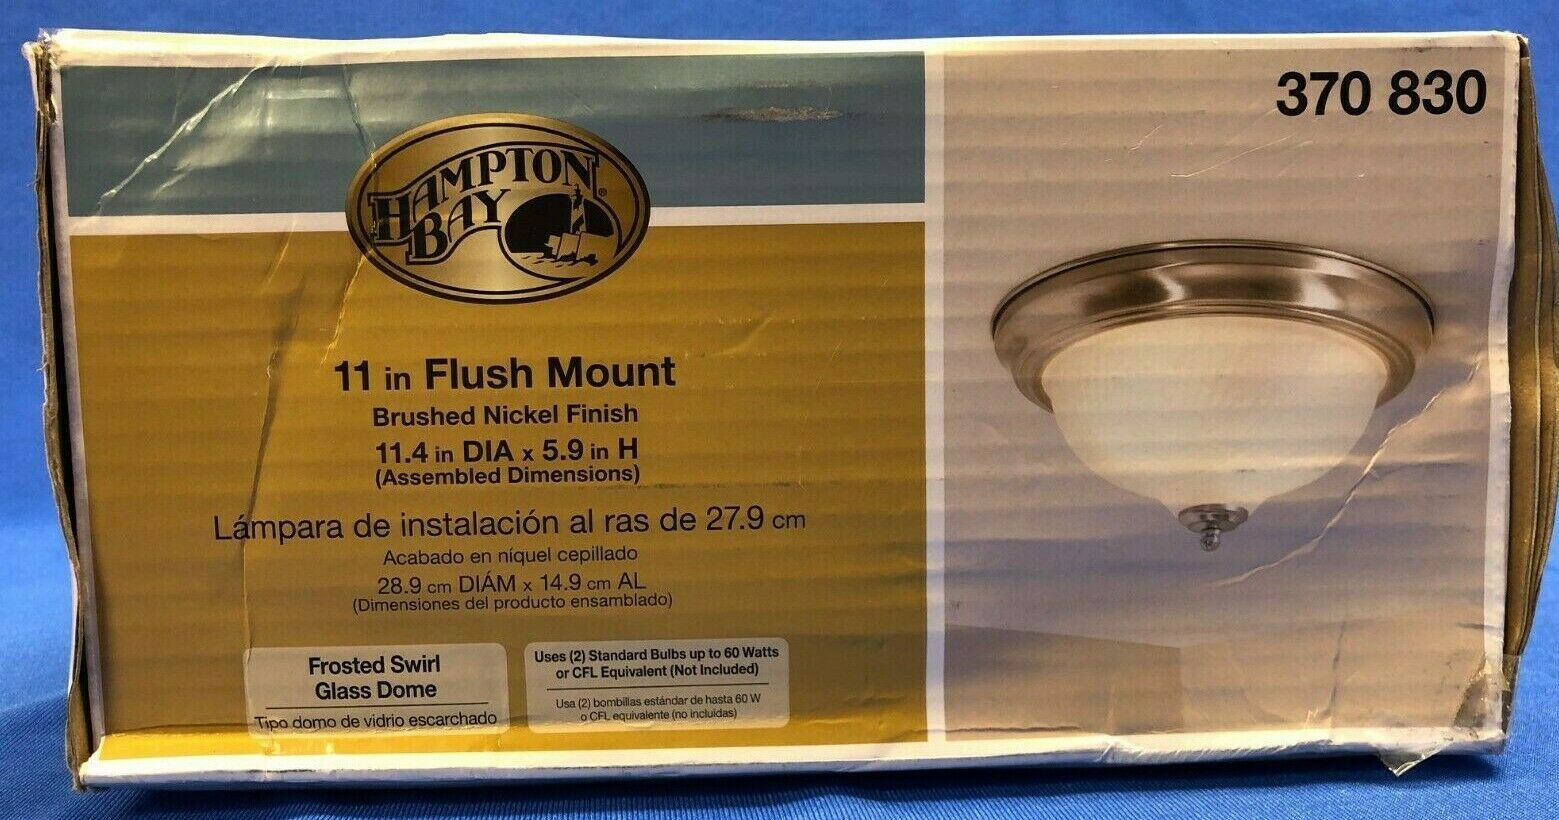 370 830
HAMPTON
BAY ®
11 in Flush Mount
Brushed Nickel Finish
11.4 in DIA x 5.9 in H
(Assembled Dimensions)
Lámpara de instalación al ras de 27.9 cm
Acabado en níquel cepillado
28.9 cm DIÁM x 14.9 cm AL
(Dimensiones del producto ensamblado)
Frosted Swirl
Glass Dome
Tipo domo de vidrio escarchado
Uses (2) Standard Bulbs up to 60 Watts
or CFL Equivalent (Not Included)
Usa (2) bombillas estándar de hasta 60 W
o CFL equivalente (no incluidas)